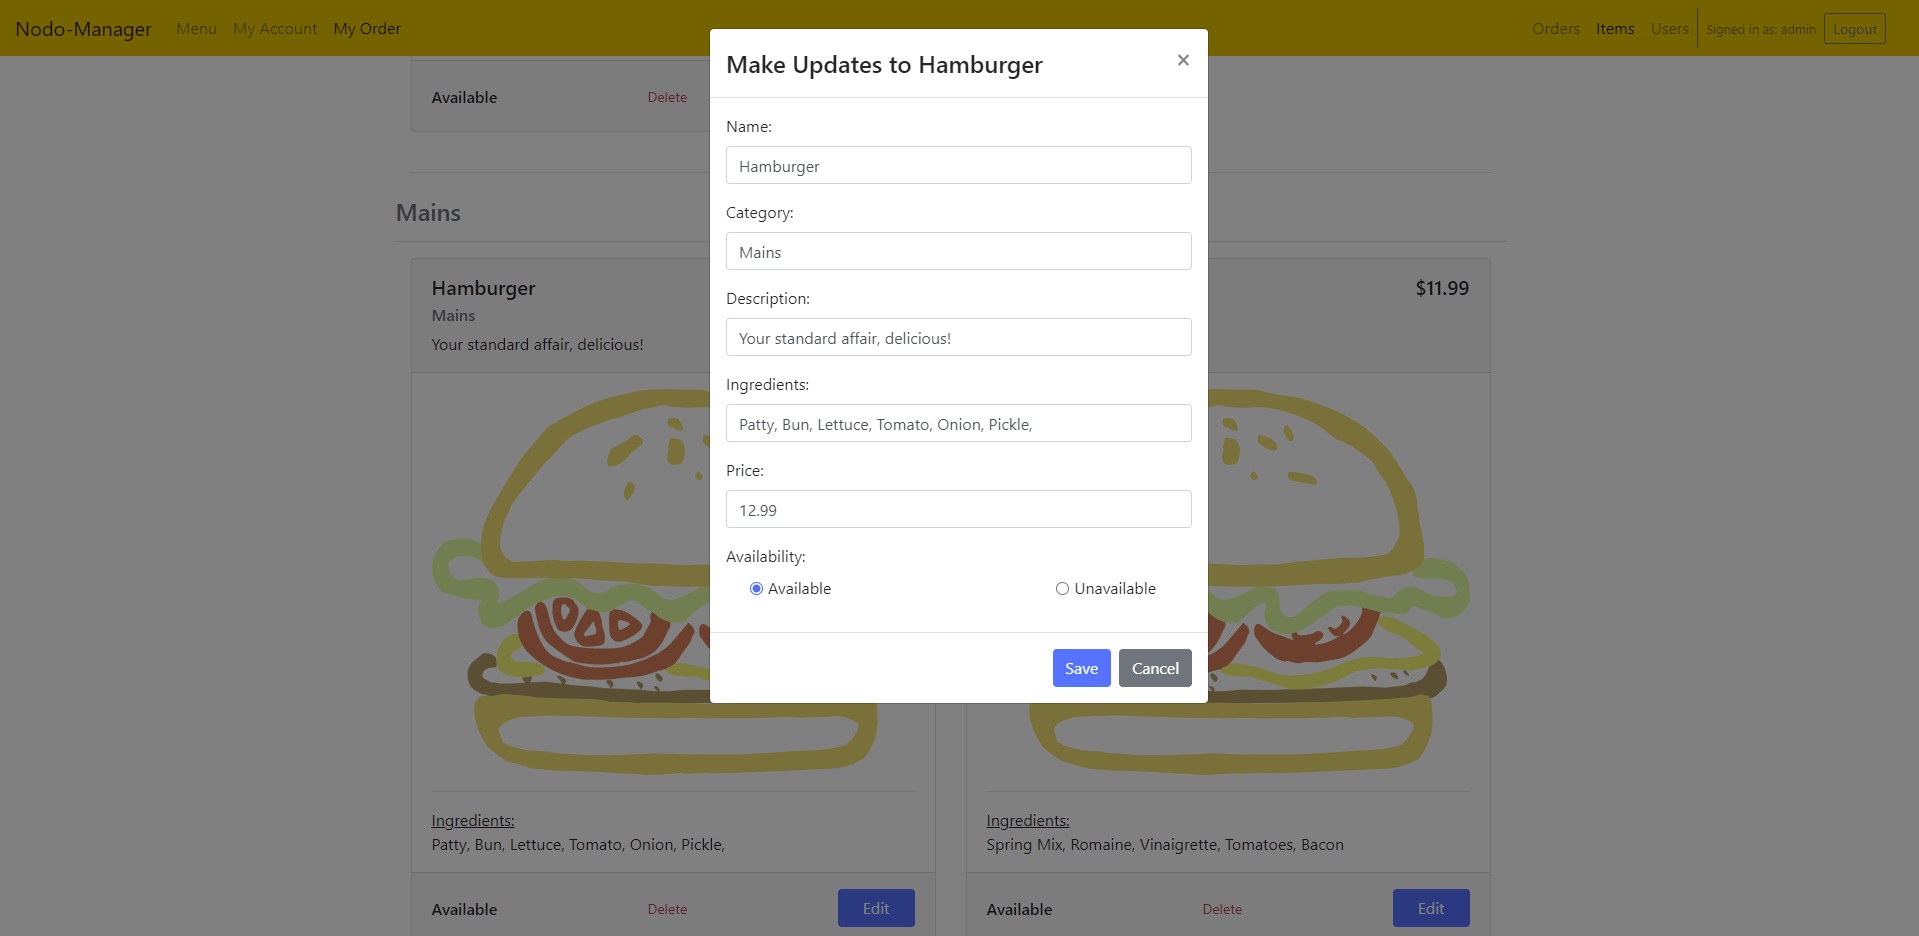 Nodo-Manager Menu My Account My Order Orders Items Users Signed in as: admin Logout
Available Delete
Mains
Hamburger
Mains
Your standard affair, delicious!
$11.99
Make Updates to Hamburger ×
Name:
Hamburger
Category:
Mains
Description:
Your standard affair, delicious!
Ingredients:
Patty, Bun, Lettuce, Tomato, Onion, Pickle,
Price:
12.99
Availability:
Available Unavailable
Save Cancel
Ingredients:
Patty, Bun, Lettuce, Tomato, Onion, Pickle,
Available Delete Edit
Ingredients:
Spring Mix, Romaine, Vinaigrette, Tomatoes, Bacon
Available Delete Edit